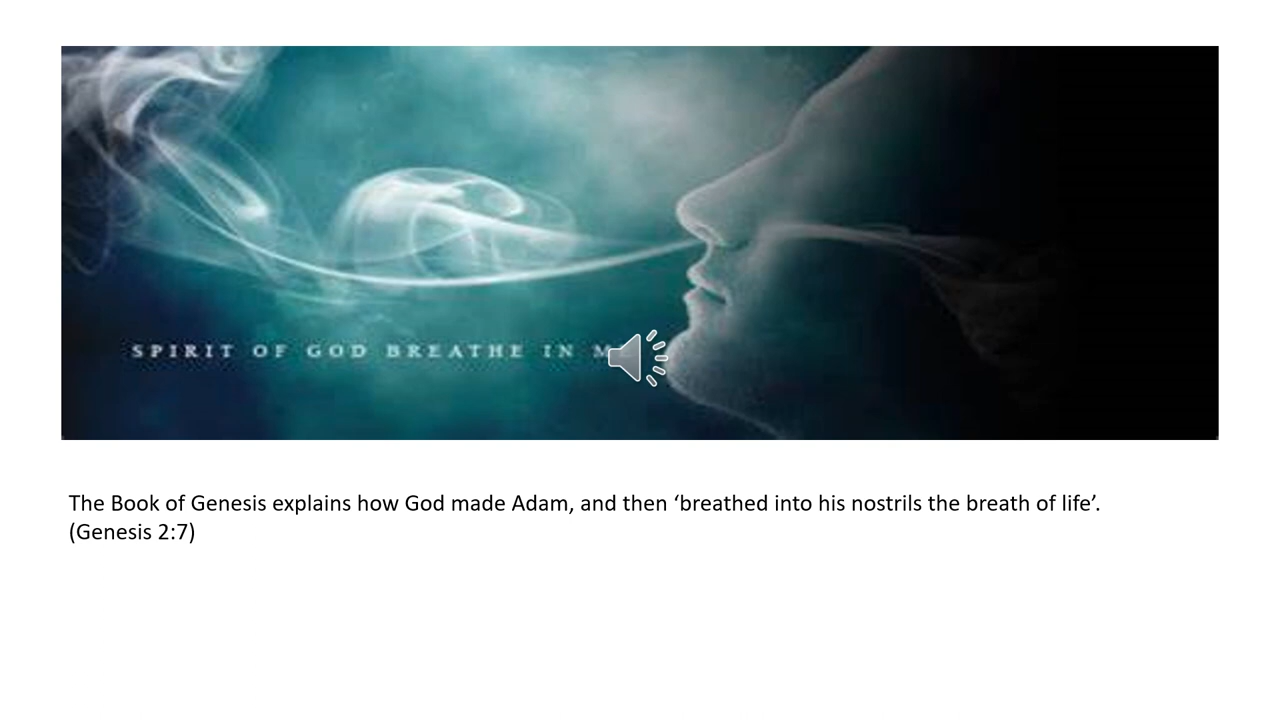 SPIRIT OF GOD BREATHE IN
The Book of Genesis explains how God made Adam, and then ‘breathed into his nostrils the breath of life’.
(Genesis 2:7)